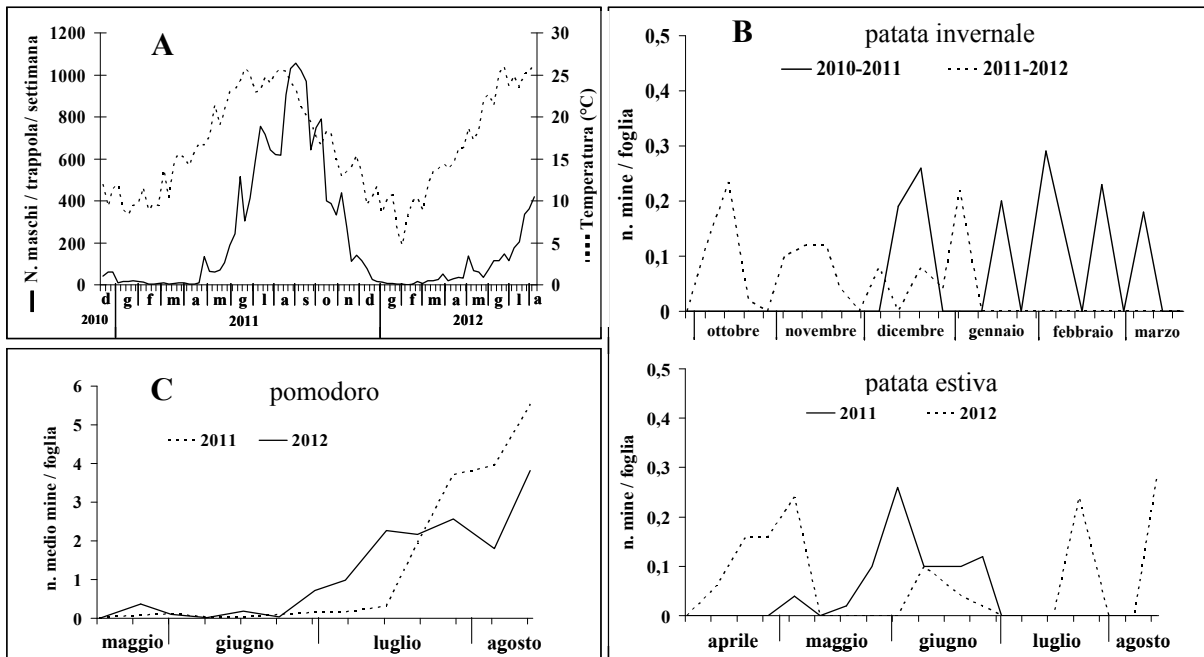 A
N. maschi / trappola/ settimana
1200
1000
800
600
400
200
0
30
25
20
15
10
5
0
Temperatura (°C)
d g f m a m g l a s o n d g f m a m g l a
2010 2011 2012
B
patata invernale
2010-2011 2011-2012
n. mine / foglia
0,5
0,4
0,3
0,2
0,1
0
ottobre novembre dicembre gennaio febbraio marzo
C
pomodoro
2011 2012
n. medio mine / foglia
6
5
4
3
2
1
0
maggio giugno luglio agosto
patata estiva
2011 2012
n. mine / foglia
0,5
0,4
0,3
0,2
0,1
0
aprile maggio giugno luglio agosto